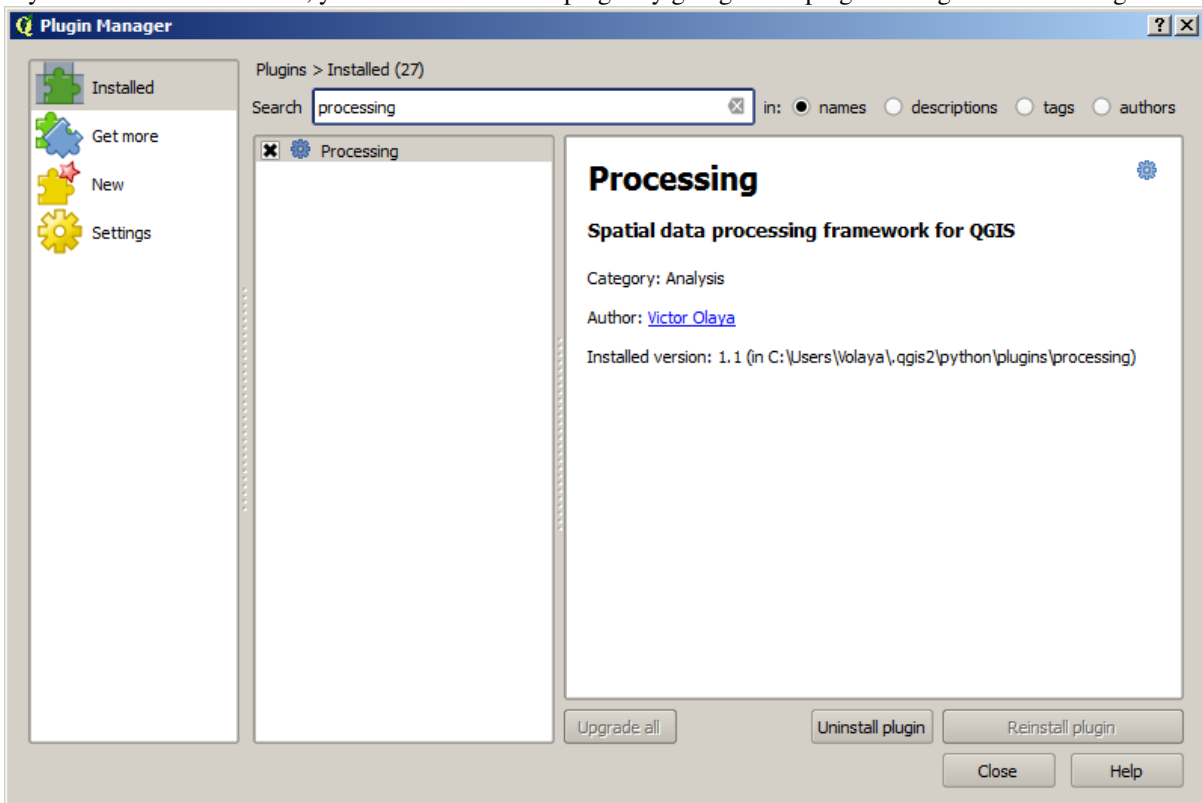 Plugin Manager
Installed
Get more
New
Settings
Plugins > Installed (27)
Search processing in: names descriptions tags authors
Processing
Processing
Spatial data processing framework for QGIS
Category: Analysis
Author: Victor Olaya
Installed version: 1.1 (in C:\Users\Volaya\.qgis2\python\plugins\processing)
Upgrade all Uninstall plugin Reinstall plugin
Close Help